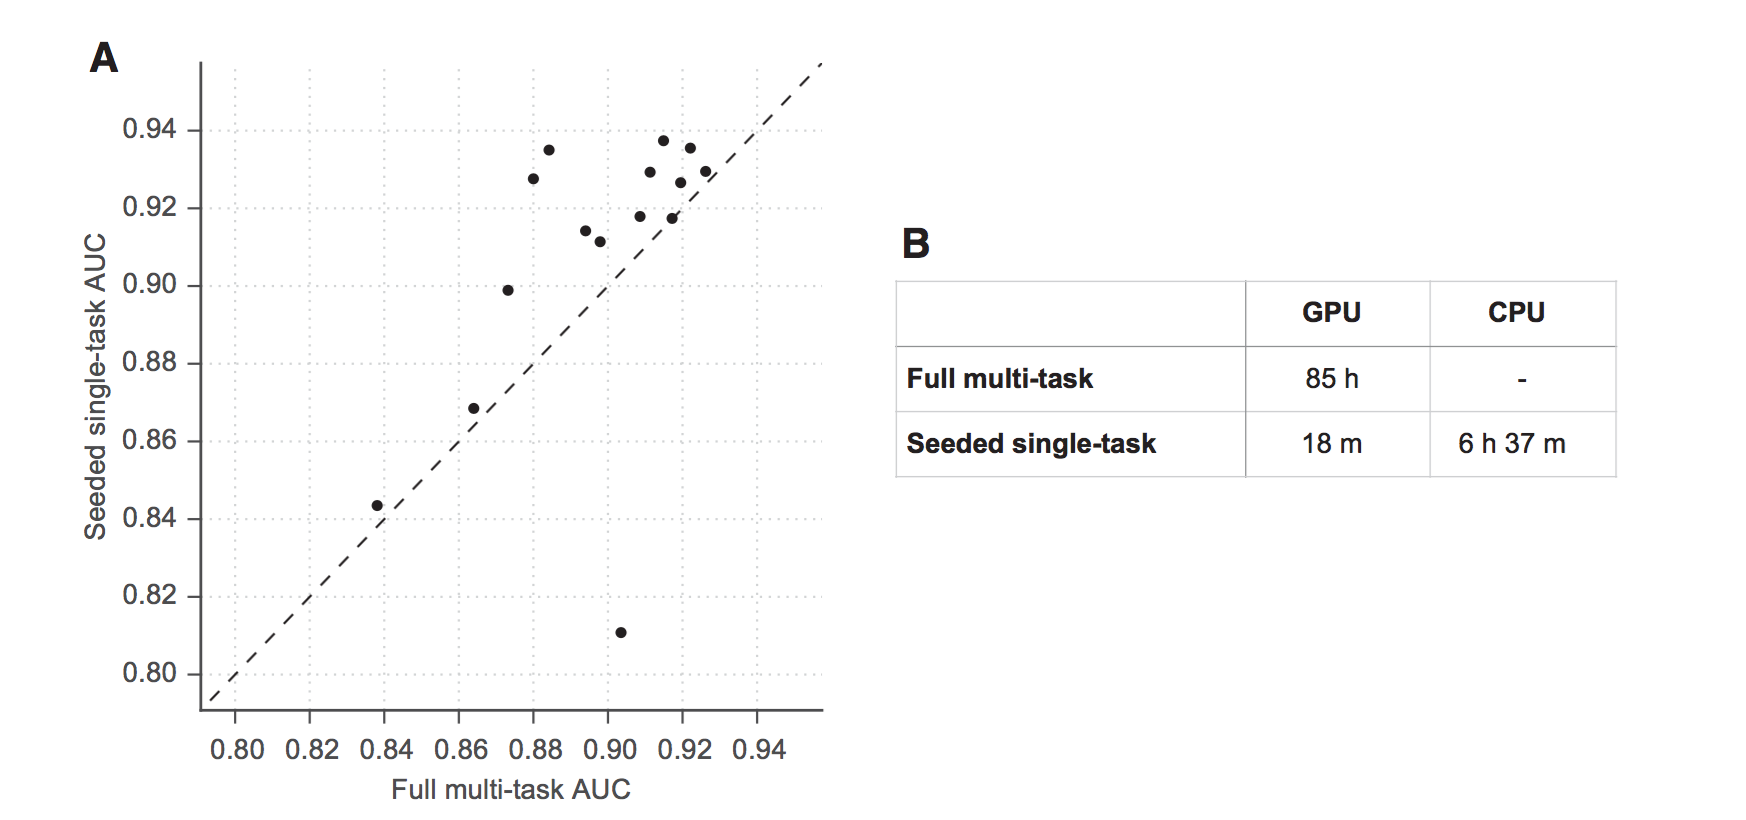 A
0.94
0.92
0.90
0.88
0.86
0.84
0.82
0.80
Seeded single-task AUC
0.80 0.82 0.84 0.86 0.88 0.90 0.92 0.94
Full multi-task AUC
B
GPU CPU
Full multi-task 85 h -
Seeded single-task 18 m 6 h 37 m